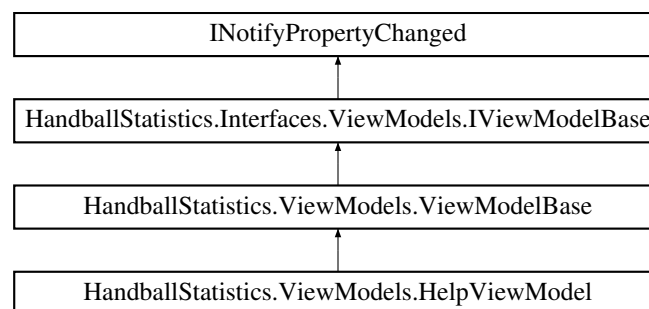 INotifyPropertyChanged
HandballStatistics.Interfaces.ViewModels.IViewModelBase
HandballStatistics.ViewModels.ViewModelBase
HandballStatistics.ViewModels.HelpViewModel